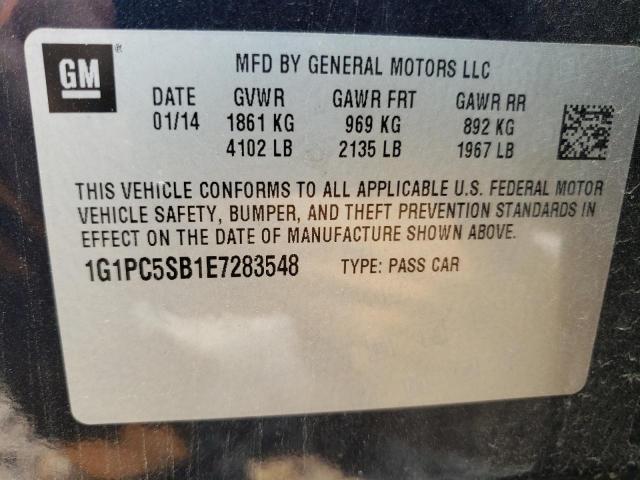 GM ®
MFD BY GENERAL MOTORS LLC
DATE GVWR GAWR FRT GAWR RR
01/14 1861 KG 969 KG 892 KG
4102 LB 2135 LB 1967 LB
THIS VEHICLE CONFORMS TO ALL APPLICABLE U.S. FEDERAL MOTOR
VEHICLE SAFETY, BUMPER, AND THEFT PREVENTION STANDARDS IN
EFFECT ON THE DATE OF MANUFACTURE SHOWN ABOVE.
1G1PC5SB1E7283548 TYPE: PASS CAR